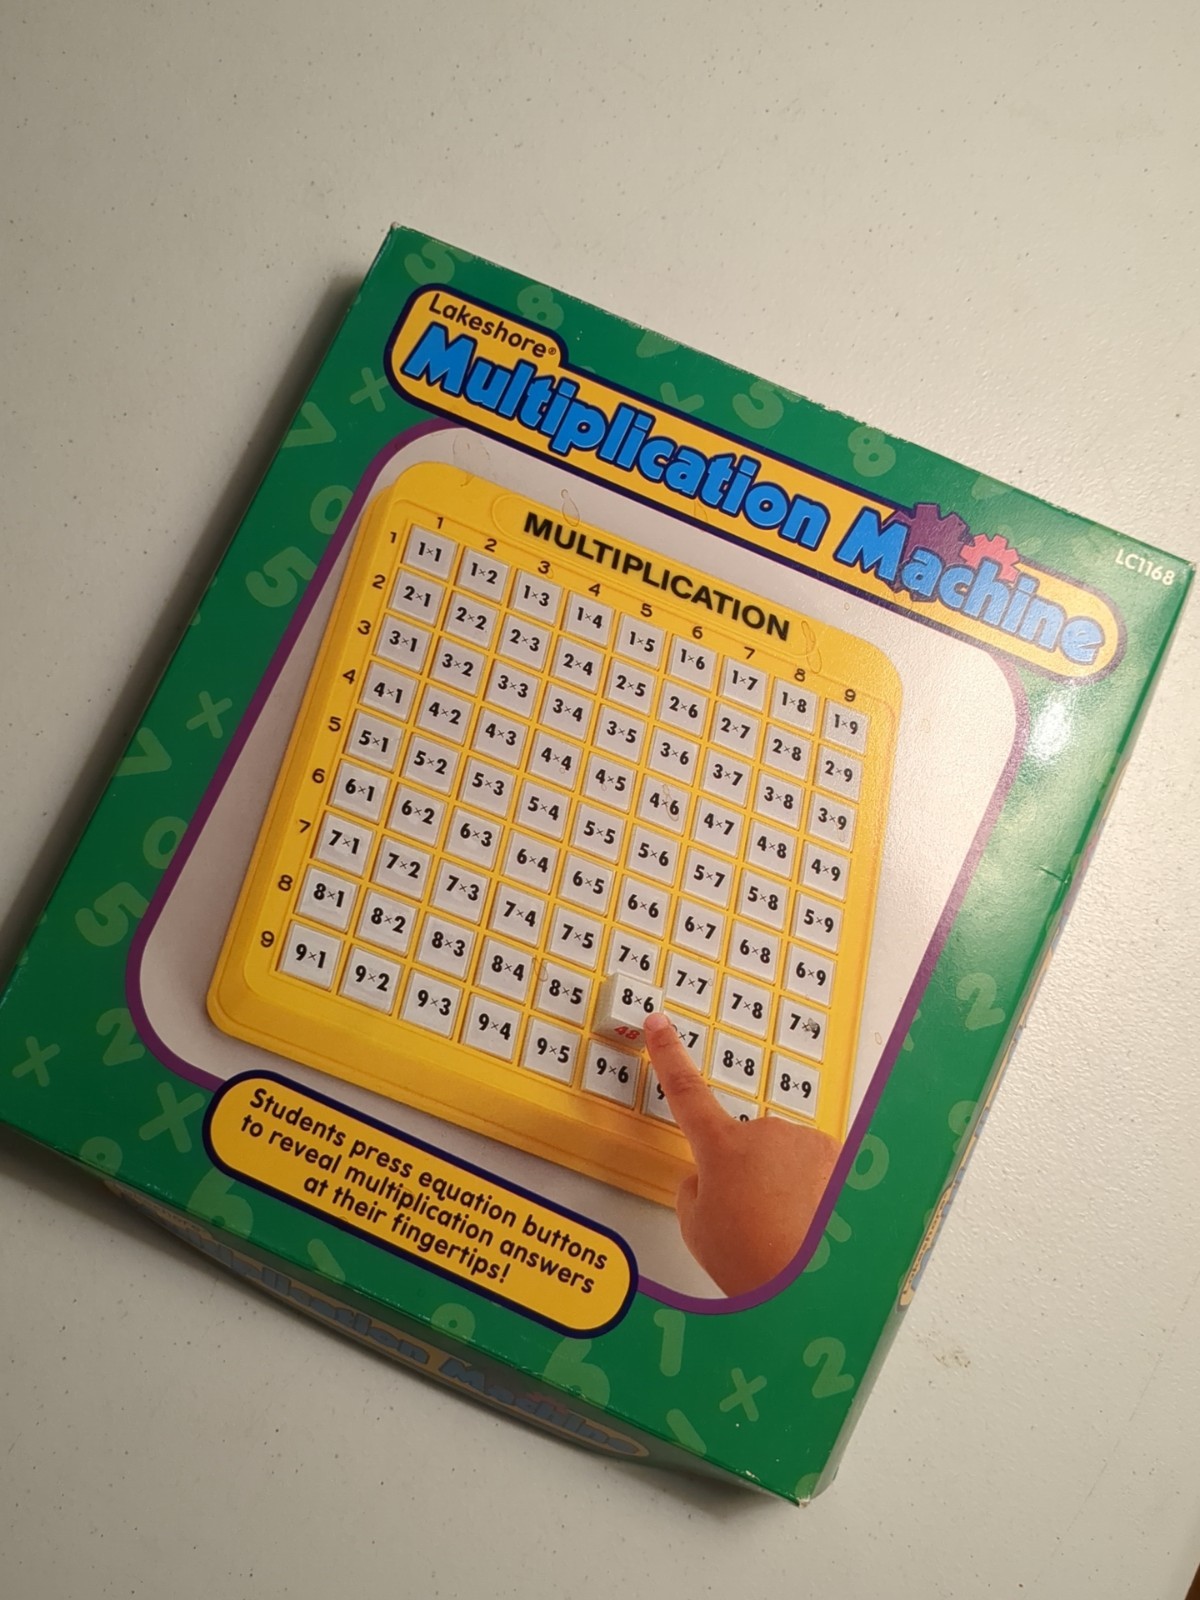 Lakeshore®
Multiplication Machine
LC1168
MULTIPLICATION
1 2 3 4 5 6 7 8 9
1 1×1 1×2 1×3 1×4 1×5 1×6 1×7 1×8 1×9
2 2×1 2×2 2×3 2×4 2×5 2×6 2×7 2×8 2×9
3 3×1 3×2 3×3 3×4 3×5 3×6 3×7 3×8 3×9
4 4×1 4×2 4×3 4×4 4×5 4×6 4×7 4×8 4×9
5 5×1 5×2 5×3 5×4 5×5 5×6 5×7 5×8 5×9
6 6×1 6×2 6×3 6×4 6×5 6×6 6×7 6×8 6×9
7 7×1 7×2 7×3 7×4 7×5 7×6 7×7 7×8 7×9
8 8×1 8×2 8×3 8×4 8×5 8×6 ×7 8×8 8×9
48
9 9×1 9×2 9×3 9×4 9×5 9×6 9
Students press equation buttons
to reveal multiplication answers
at their fingertips!
Multiplication Machine